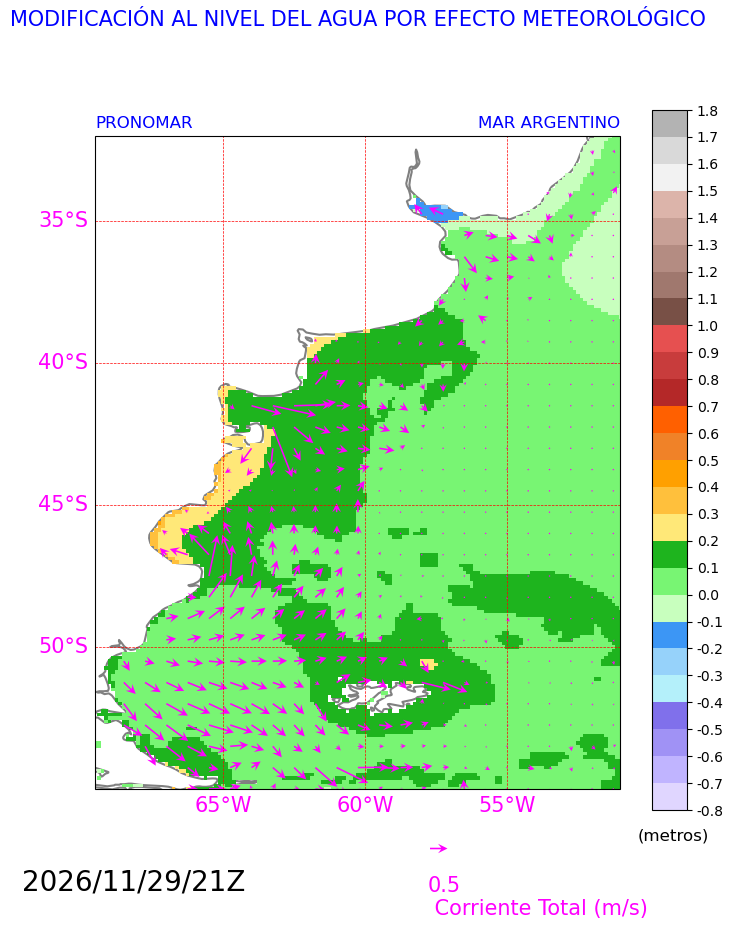 MODIFICACIÓN AL NIVEL DEL AGUA POR EFECTO METEOROLÓGICO
PRONOMAR MAR ARGENTINO
35°S
40°S
45°S
50°S
65°W 60°W 55°W
1.8
1.7
1.6
1.5
1.4
1.3
1.2
1.1
1.0
0.9
0.8
0.7
0.6
0.5
0.4
0.3
0.2
0.1
0.0
-0.1
-0.2
-0.3
-0.4
-0.5
-0.6
-0.7
-0.8
(metros)
2026/11/29/21Z
0.5
Corriente Total (m/s)